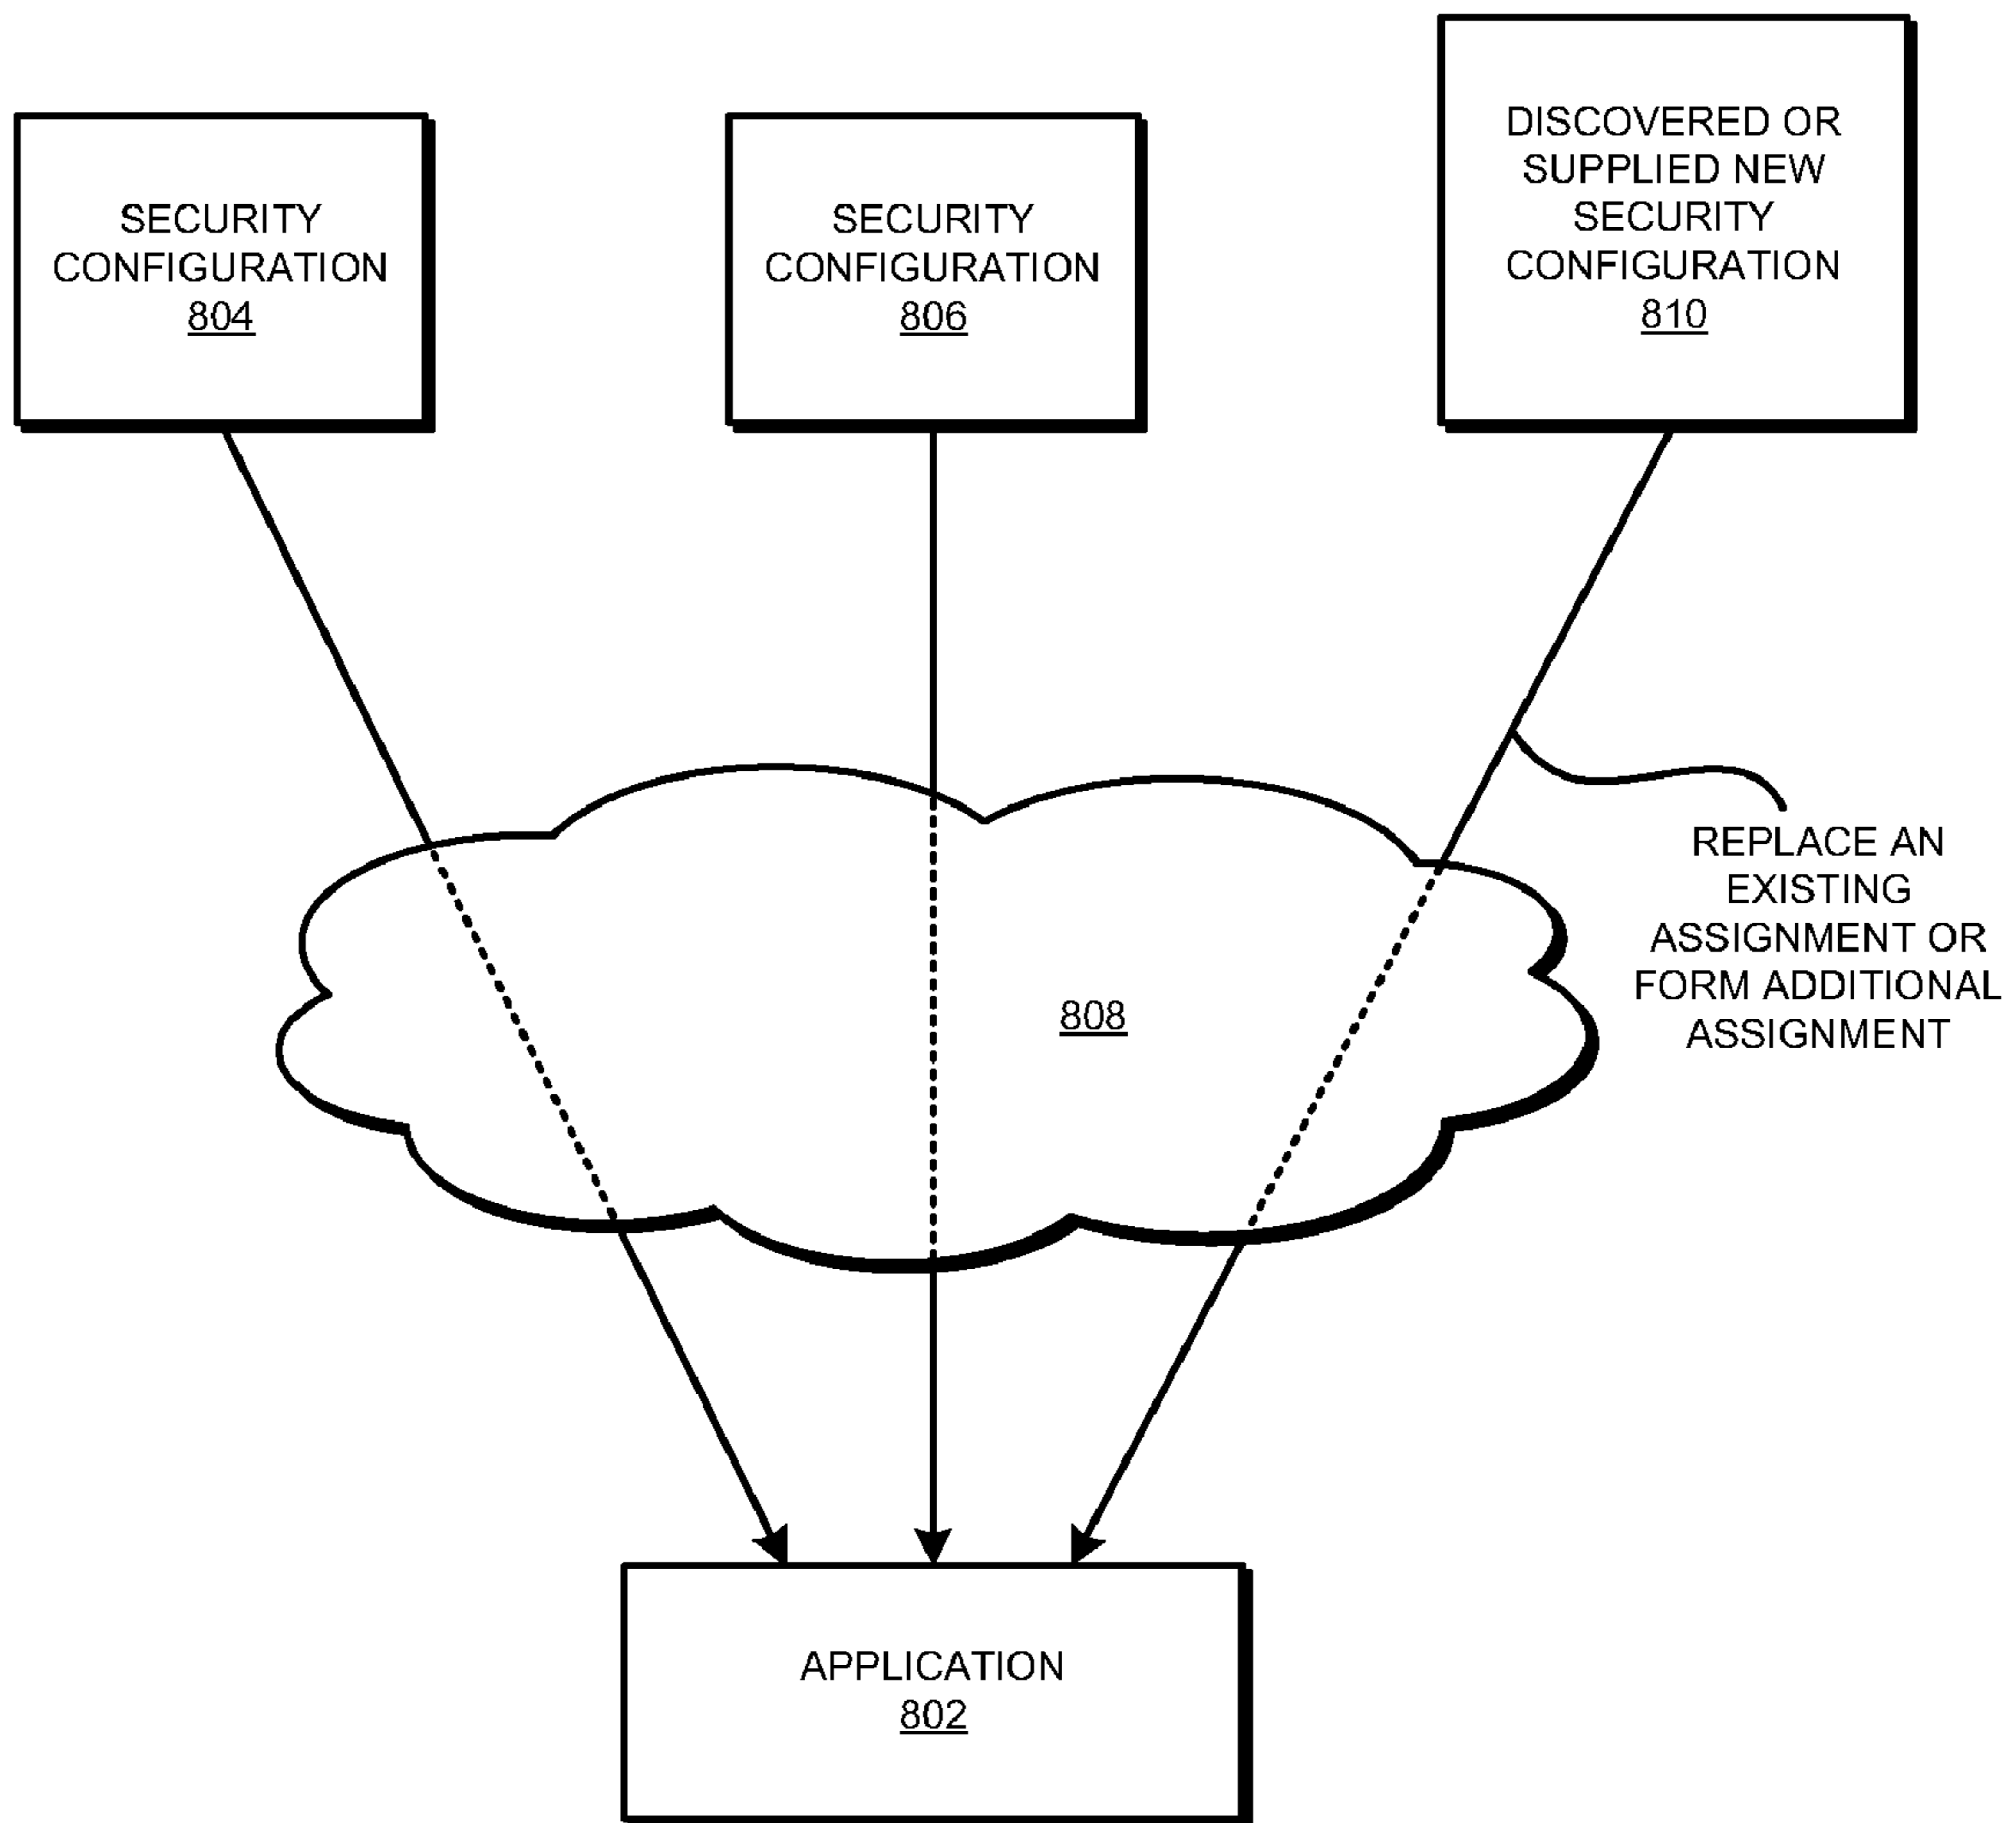 SECURITY
CONFIGURATION
804
SECURITY
CONFIGURATION
806
DISCOVERED OR
SUPPLIED NEW
SECURITY
CONFIGURATION
810
REPLACE AN
EXISTING
ASSIGNMENT OR
FORM ADDITIONAL
ASSIGNMENT
808
APPLICATION
802